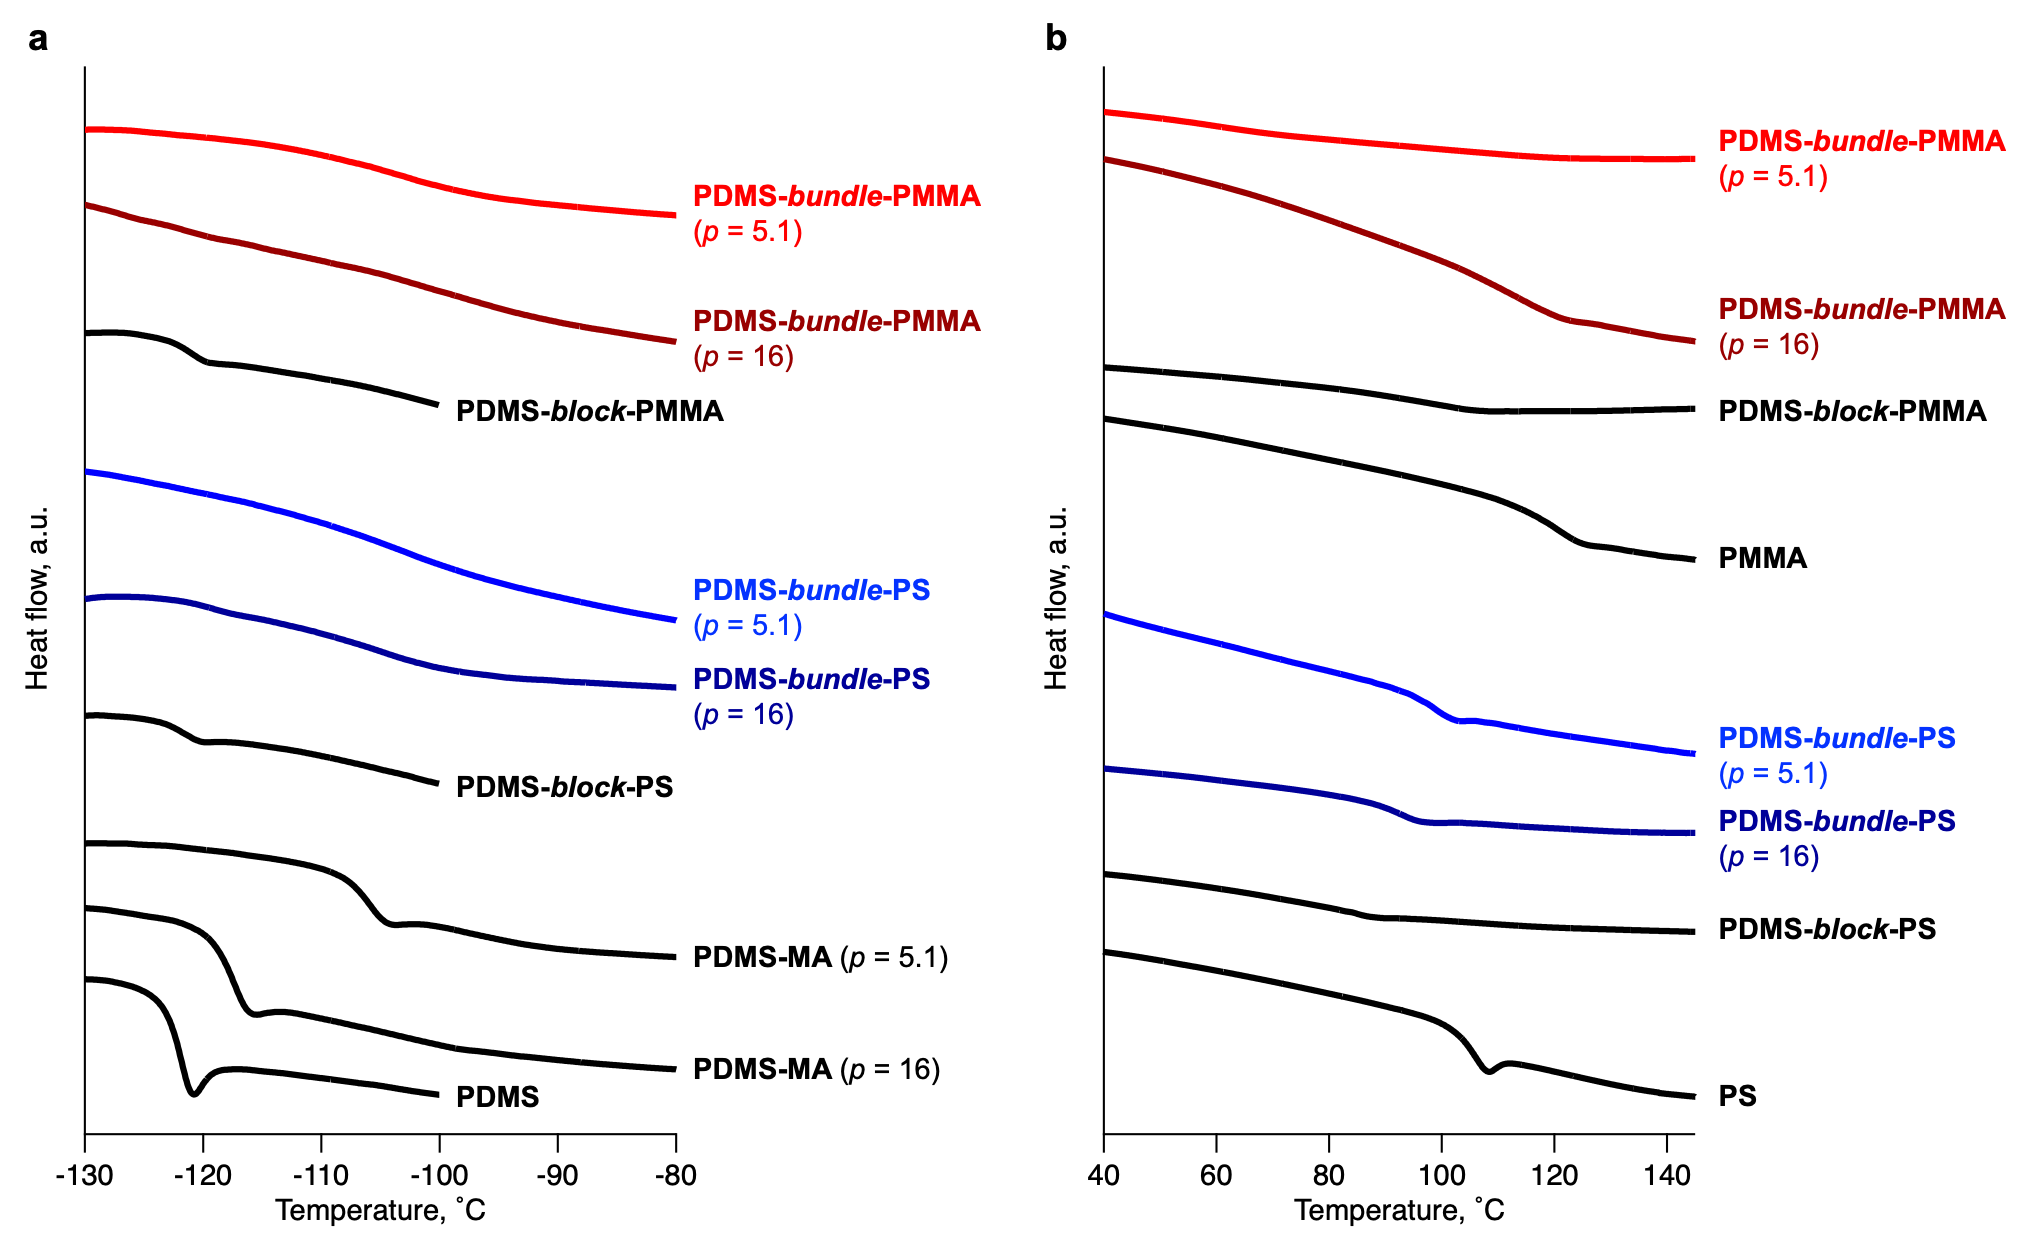 a
PDMS-bundle-PMMA
(p = 5.1)
PDMS-bundle-PMMA
(p = 16)
PDMS-block-PMMA
PDMS-bundle-PS
(p = 5.1)
PDMS-bundle-PS
(p = 16)
PDMS-block-PS
PDMS-MA (p = 5.1)
PDMS-MA (p = 16)
PDMS
Heat flow, a.u.
-130 -120 -110 -100 -90 -80
Temperature, ˚C
b
PDMS-bundle-PMMA
(p = 5.1)
PDMS-bundle-PMMA
(p = 16)
PDMS-block-PMMA
PMMA
PDMS-bundle-PS
(p = 5.1)
PDMS-bundle-PS
(p = 16)
PDMS-block-PS
PS
Heat flow, a.u.
40 60 80 100 120 140
Temperature, ˚C